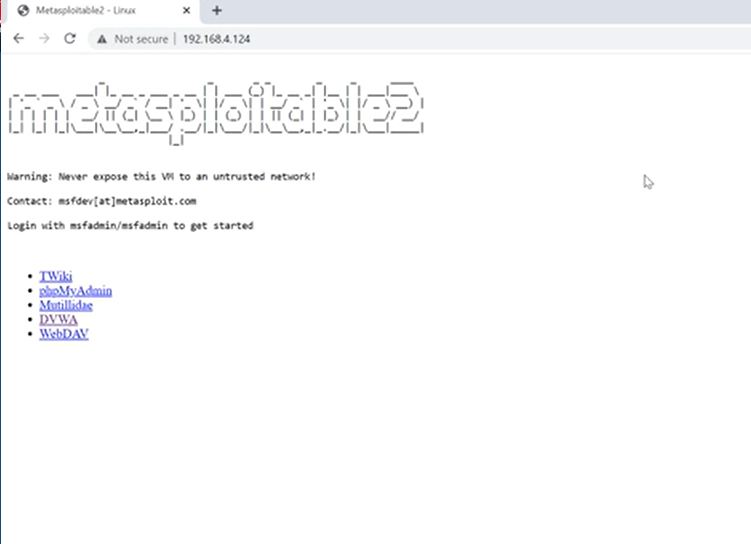 Metasploitable2 - Linux
Not secure | 192.168.4.124
metasploitable2
Warning: Never expose this VM to an untrusted network!
Contact: msfdev[at]metasploit.com
Login with msfadmin/msfadmin to get started
TWiki
phpMyAdmin
Mutillidae
DVWA
WebDAV